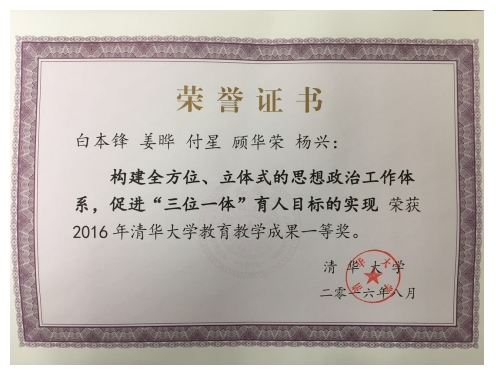 荣誉证书
白本锋 姜晔 付星 顾华荣 杨兴：
构建全方位、立体式的思想政治工作体
系，促进“三位一体”育人目标的实现 荣获
2016年清华大学教育教学成果一等奖。
清华大学
二零一六年八月